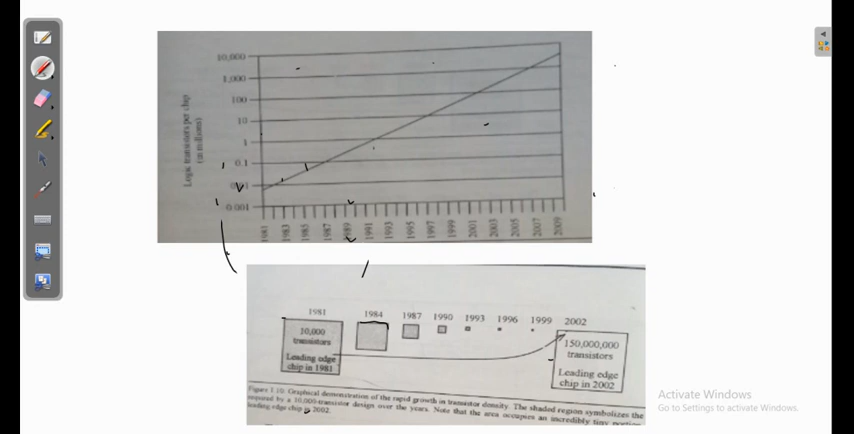 Logic transistors per chip
(in millions)
10,000
1,000
100
10
1
0.1
0.001
1981
1983
1985
1987
1989
1991
1993
1995
1997
1999
2001
2003
2005
2007
2009
1981
1984
1987
1990
1993
1996
1999
2002
10,000
transistors
Leading edge
chip in 1981
150,000,000
transistors
Leading edge
chip in 2002
Figure 1.10: Graphical demonstration of the rapid growth in transistor density. The shaded region symbolizes the
required by a 10,000-transistor design over the years. Note that the area occupies an incredibly tiny
leading edge chip 2002.
Activate Windows
Go to Settings to activate Windows.